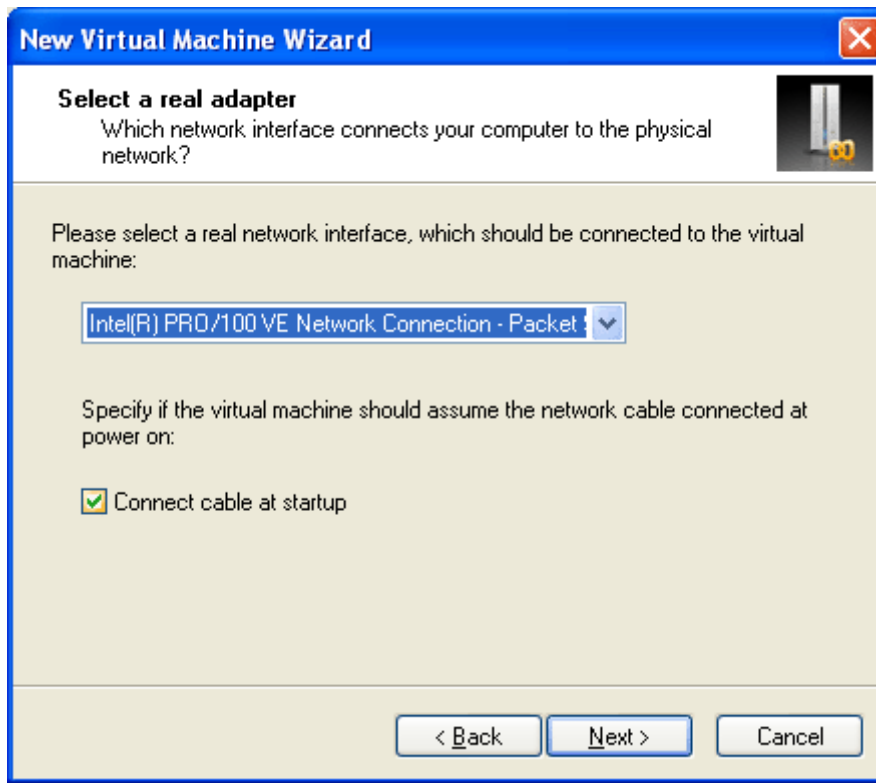 New Virtual Machine Wizard
Select a real adapter
Which network interface connects your computer to the physical
network?
Please select a real network interface, which should be connected to the virtual
machine:
Intel(R) PRO/100 VE Network Connection - Packet
Specify if the virtual machine should assume the network cable connected at
power on:
Connect cable at startup
< Back
Next >
Cancel